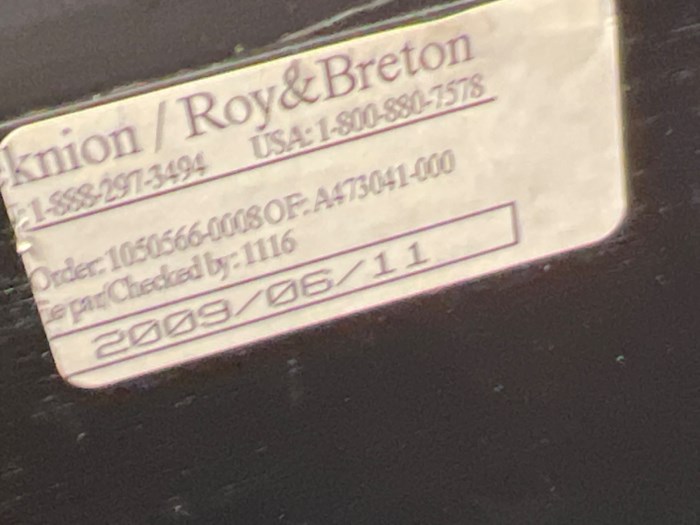 knion / Roy&Breton
1-888-297-3494 USA: 1-800-880-7578
Order: 1050566-0008 OF: A473041-000
par/Checked by: 1116
2009/06/11